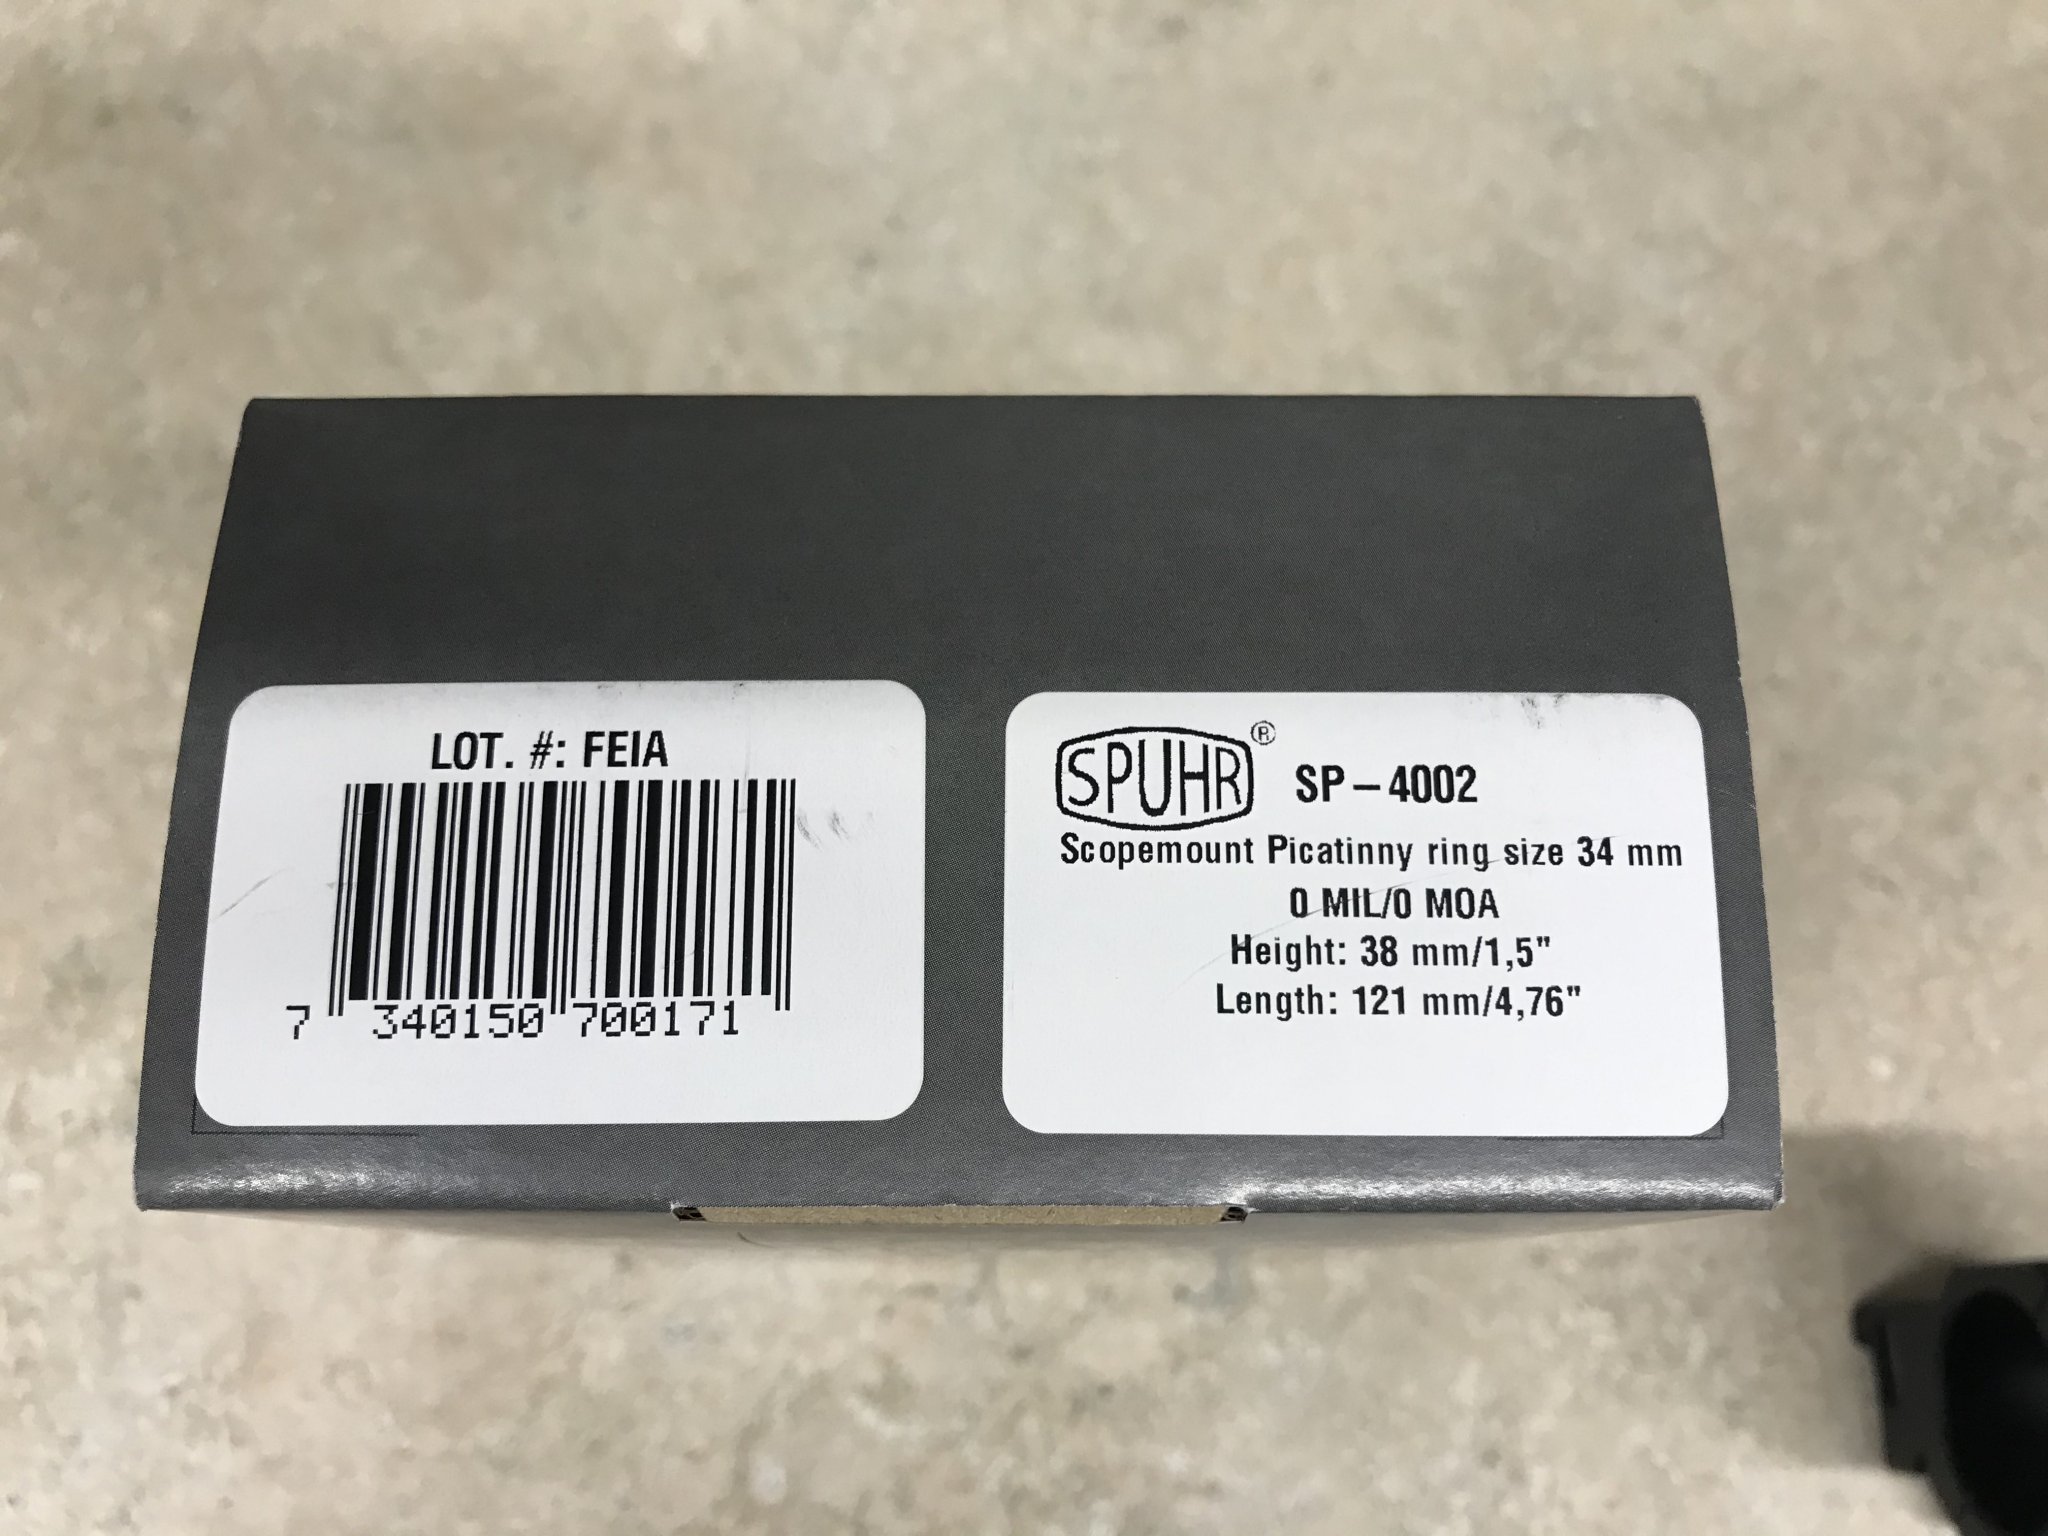 LOT. #: FEIA
7 340150 700171
SPUHR® SP-4002
Scopemount Picatinny ring size 34 mm
0 MIL/0 MOA
Height: 38 mm/1,5"
Length: 121 mm/4,76"